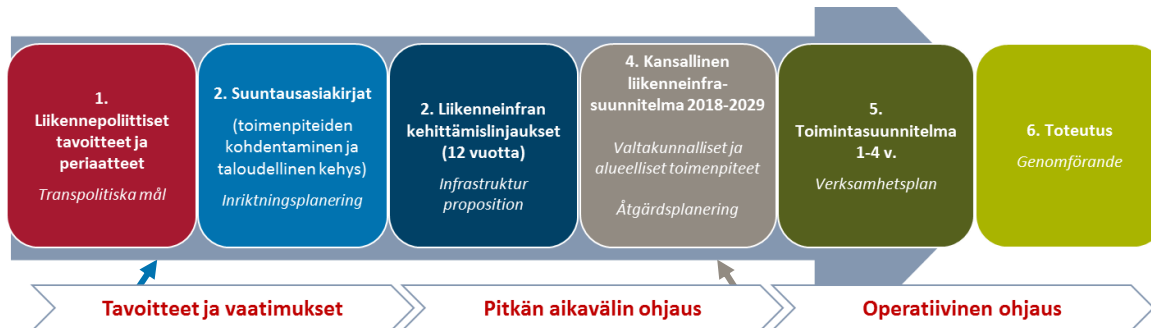 1.
Liikennepoliittiset
tavoitteet ja
periaatteet
Transpolitiska mål
2. Suuntausasiakirjat
(toimenpiteiden
kohdentaminen ja
taloudellinen kehys)
Inriktningsplanering
2. Liikenneinfran
kehittämislinjaukset
(12 vuotta)
Infrastruktur
proposition
4. Kansallinen
liikenneinfra-
suunnitelma 2018-2029
Valtakunnalliset ja
alueelliset toimenpiteet
Åtgärdsplanering
5.
Toimintasuunnitelma
1-4 v.
Verksamhetsplan
6. Toteutus
Genomförande
Tavoitteet ja vaatimukset
Pitkän aikavälin ohjaus
Operatiivinen ohjaus